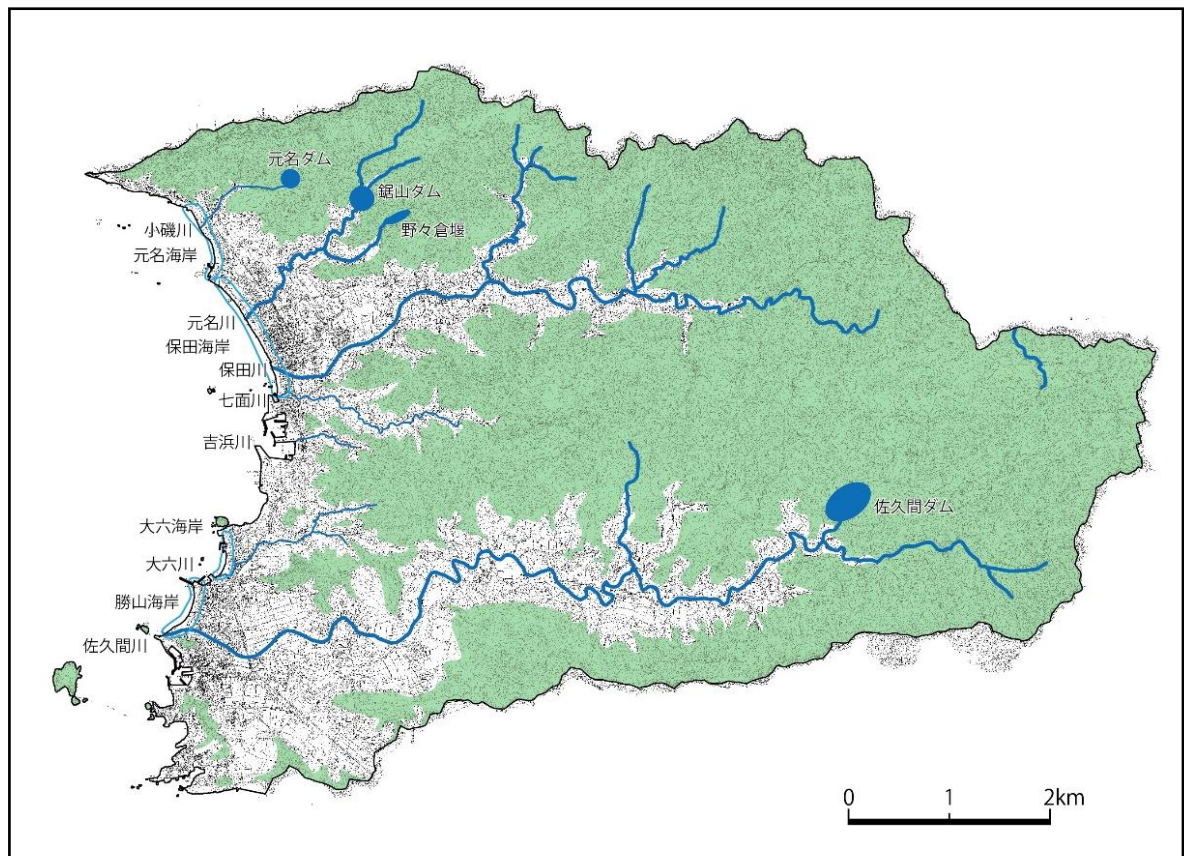 元名ダム
鋸山ダム
野々倉堰
小磯川
元名海岸
元名川
保田海岸
保田川
七面川
吉浜川
佐久間ダム
大六海岸
大六川
勝山海岸
佐久間川
0 1 2km